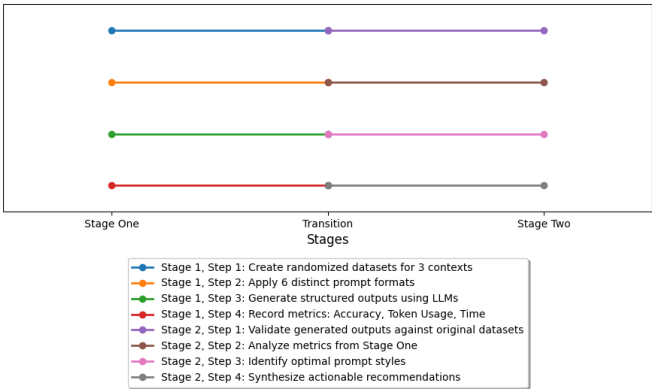 Stage One
Transition
Stage Two
Stages
Stage 1, Step 1: Create randomized datasets for 3 contexts
Stage 1, Step 2: Apply 6 distinct prompt formats
Stage 1, Step 3: Generate structured outputs using LLMs
Stage 1, Step 4: Record metrics: Accuracy, Token Usage, Time
Stage 2, Step 1: Validate generated outputs against original datasets
Stage 2, Step 2: Analyze metrics from Stage One
Stage 2, Step 3: Identify optimal prompt styles
Stage 2, Step 4: Synthesize actionable recommendations